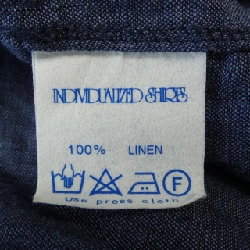 INDIVIDUALIZED SHIRTS
100% LINEN
F
use press cloth